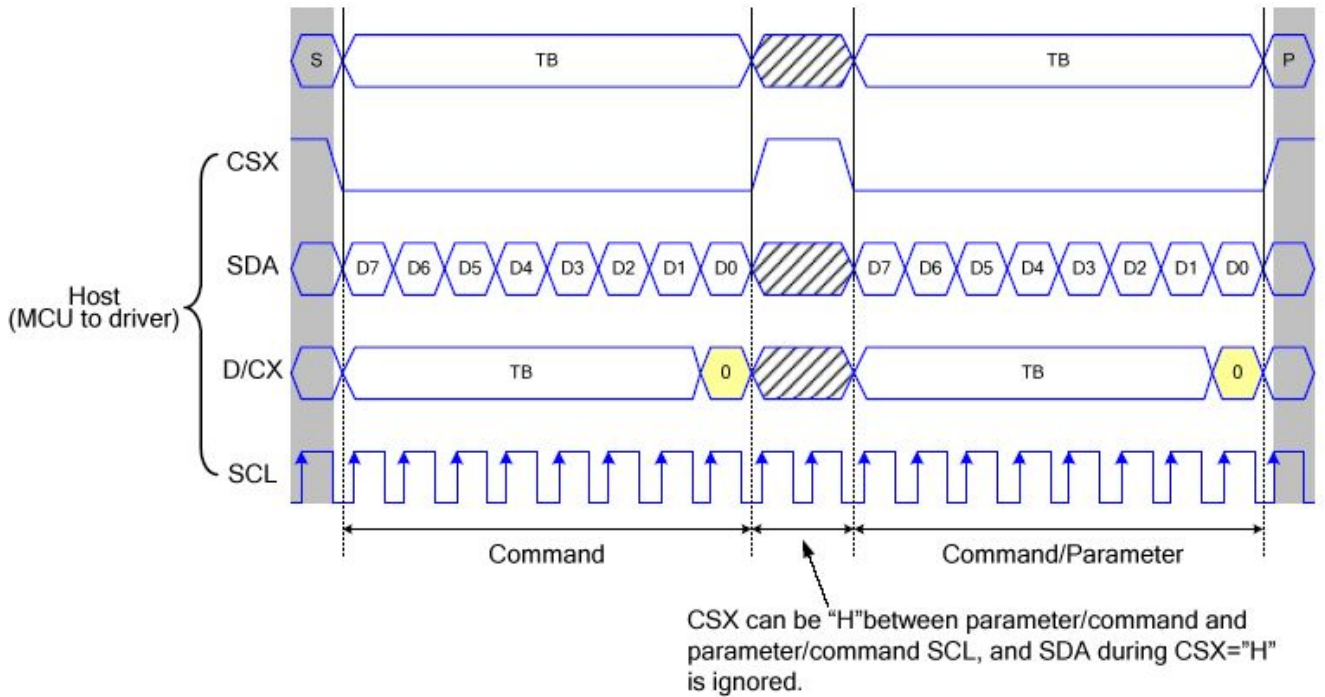 S TB TB P
CSX
SDA D7 D6 D5 D4 D3 D2 D1 D0 D7 D6 D5 D4 D3 D2 D1 D0
Host
(MCU to driver)
D/CX TB 0 TB 0
SCL
Command Command/Parameter
CSX can be “H”between parameter/command and
parameter/command SCL, and SDA during CSX=”H”
is ignored.